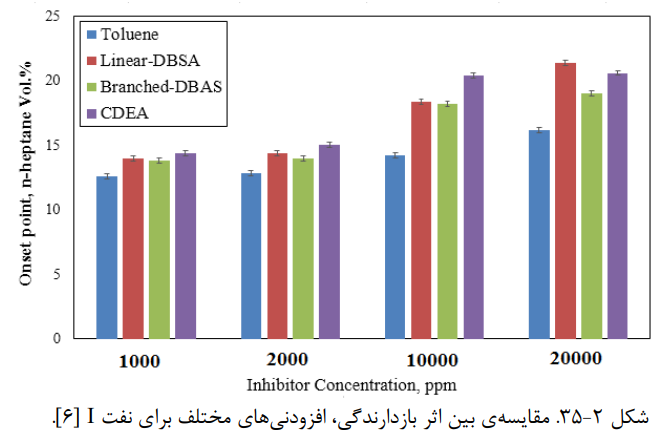 25
20
15
10
5
0
Onset point, n-heptane Vol.%
Toluene
Linear-DBSA
Branched-DBAS
CDEA
1000 2000 10000 20000
Inhibitor Concentration, ppm
شکل ۲-۳۵. مقایسه‌ی بین اثر بازدارندگی، افزودنی‌های مختلف برای نفت I [۶].